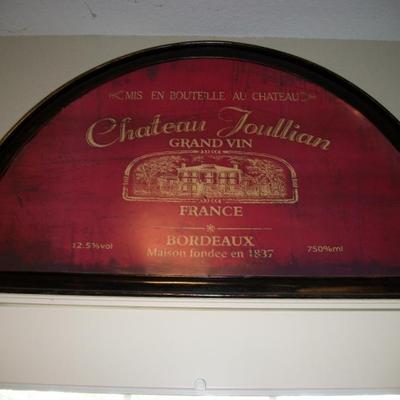 MIS EN BOUTEILLE AU CHATEAU
Chateau Joullian
GRAND VIN
FRANCE
BORDEAUX
12.5%vol
750%ml
Maison fondee en 1837